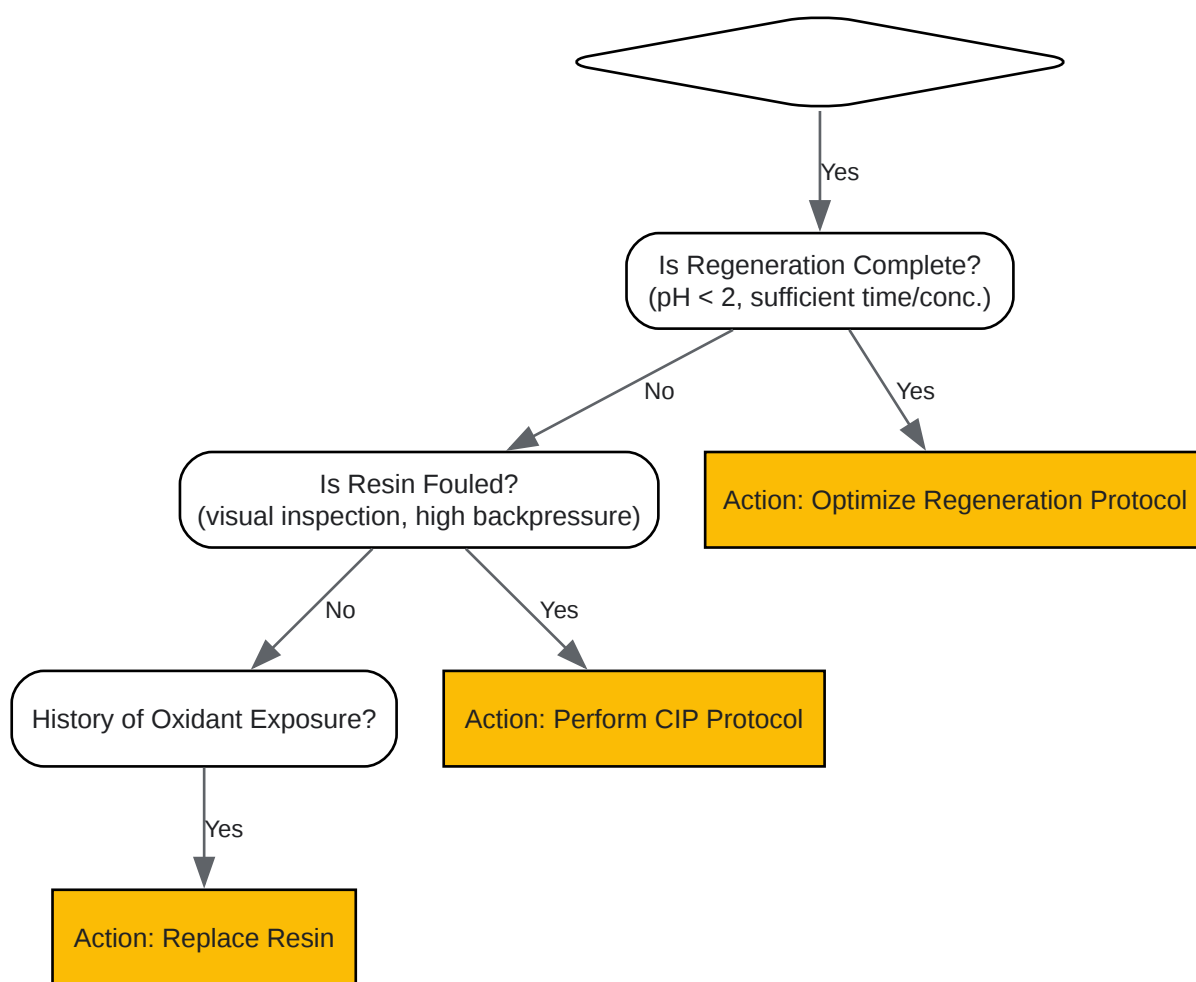 Yes
Is Regeneration Complete?
(pH < 2, sufficient time/conc.)
No
Yes
Is Resin Fouled?
(visual inspection, high backpressure)
Action: Optimize Regeneration Protocol
No
Yes
History of Oxidant Exposure?
Action: Perform CIP Protocol
Yes
Action: Replace Resin